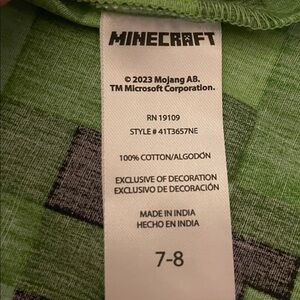 MINECRAFT
© 2023 Mojang AB.
TM Microsoft Corporation.
RN 19109
STYLE # 41T3657NE
100% COTTON/ALGODÓN
EXCLUSIVE OF DECORATION
EXCLUSIVO DE DECORACIÓN
MADE IN INDIA
HECHO EN INDIA
7-8